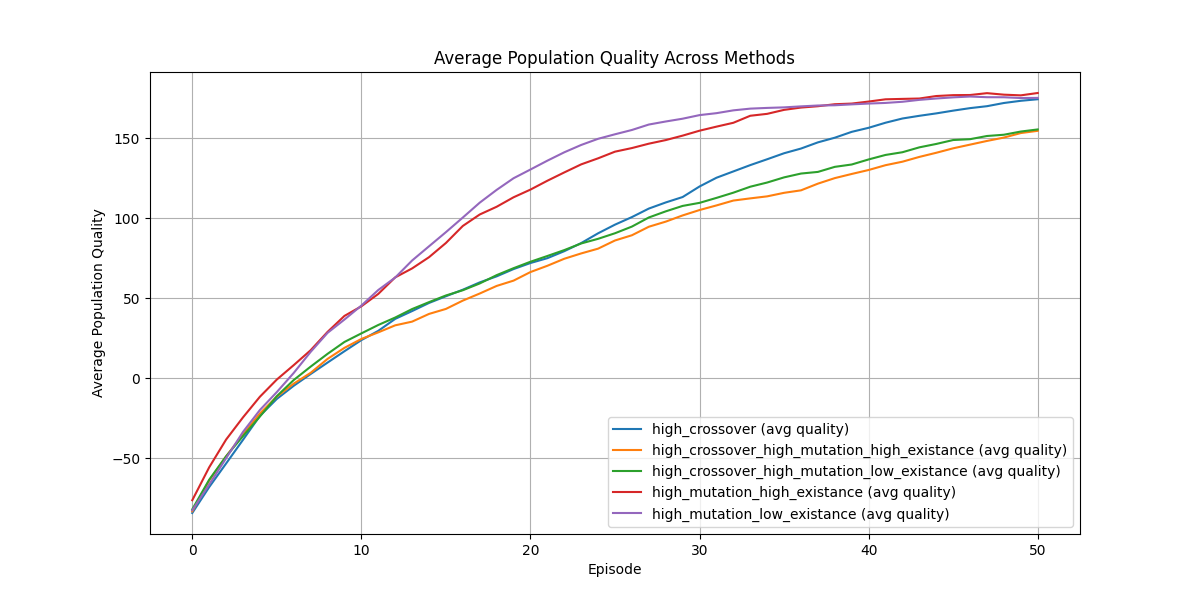 Average Population Quality Across Methods
Average Population Quality
150
100
50
0
−50
high_crossover (avg quality)
high_crossover_high_mutation_high_existance (avg quality)
high_crossover_high_mutation_low_existance (avg quality)
high_mutation_high_existance (avg quality)
high_mutation_low_existance (avg quality)
0 10 20 30 40 50
Episode